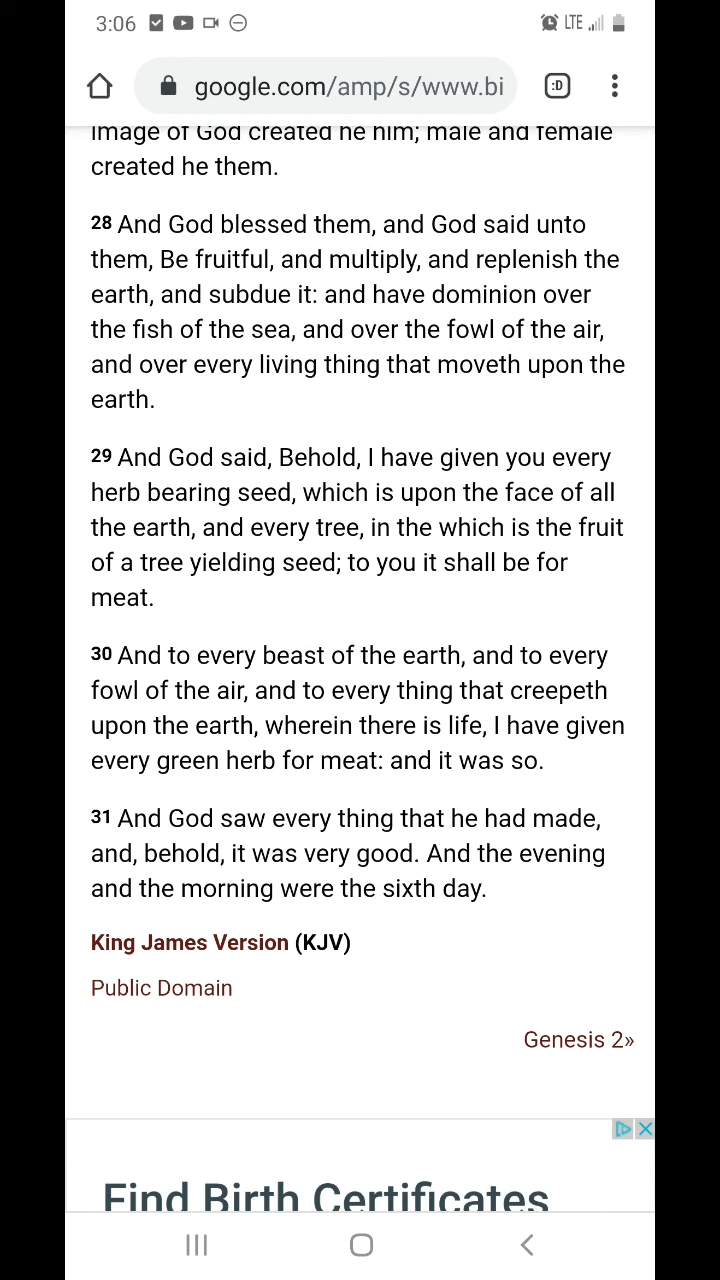 3:06 LTE
google.com/amp/s/www.bi :D
image of God created he him; male and female
created he them.
28 And God blessed them, and God said unto
them, Be fruitful, and multiply, and replenish the
earth, and subdue it: and have dominion over
the fish of the sea, and over the fowl of the air,
and over every living thing that moveth upon the
earth.
29 And God said, Behold, I have given you every
herb bearing seed, which is upon the face of all
the earth, and every tree, in the which is the fruit
of a tree yielding seed; to you it shall be for
meat.
30 And to every beast of the earth, and to every
fowl of the air, and to every thing that creepeth
upon the earth, wherein there is life, I have given
every green herb for meat: and it was so.
31 And God saw every thing that he had made,
and, behold, it was very good. And the evening
and the morning were the sixth day.
King James Version (KJV)
Public Domain
Genesis 2»
Find Birth Certificates